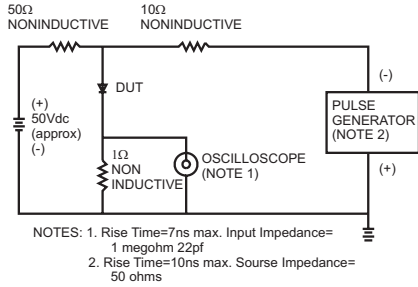 50Ω
NONINDUCTIVE
10Ω
NONINDUCTIVE
(+)
50Vdc
(approx)
(-)
DUT
1Ω
NON
INDUCTIVE
OSCILLOSCOPE
(NOTE 1)
(-)
PULSE
GENERATOR
(NOTE 2)
(+)
NOTES: 1. Rise Time=7ns max. Input Impedance=
1 megohm 22pf
2. Rise Time=10ns max. Sourse Impedance=
50 ohms